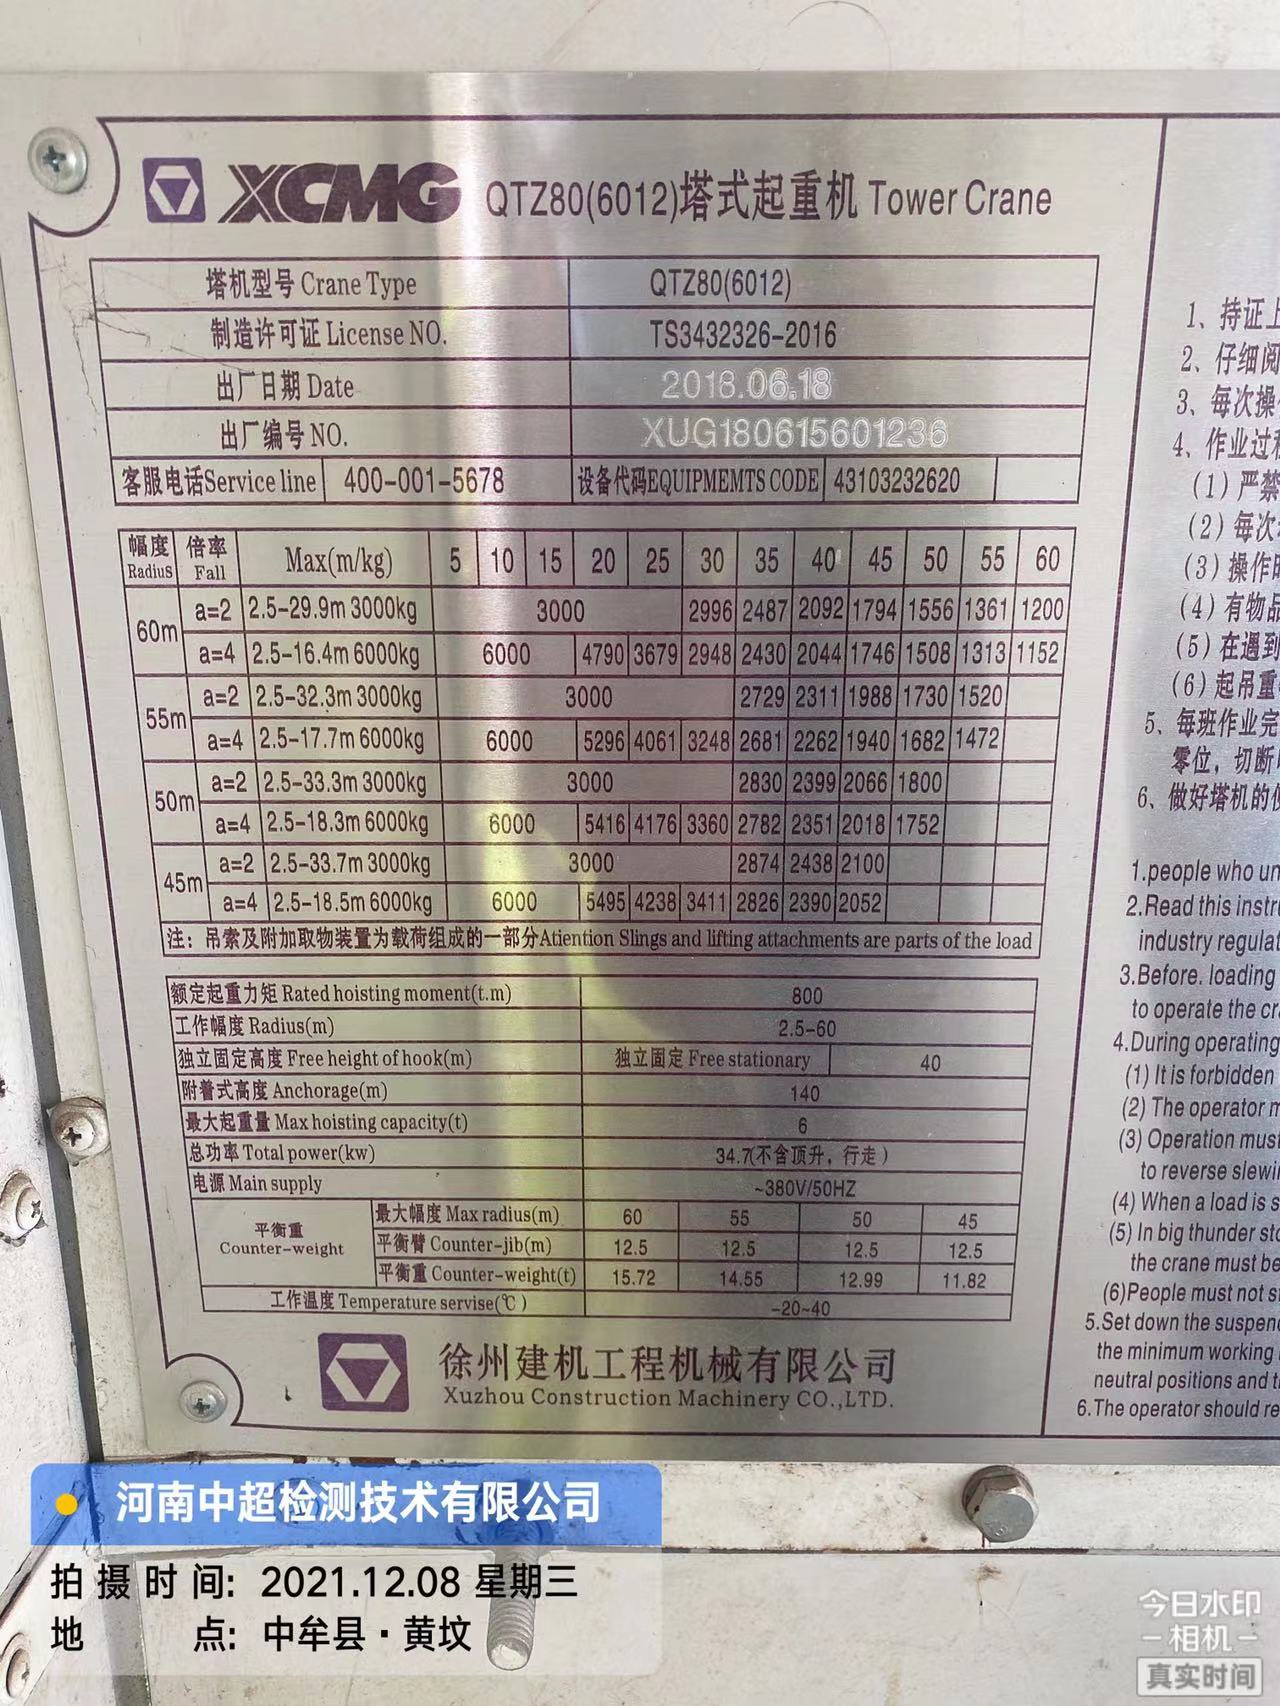 XCMG QTZ80(6012)塔式起重机 Tower Crane
塔机型号 Crane Type QTZ80(6012)
制造许可证 License NO. TS3432326-2016
出厂日期 Date 2018.06.18
出厂编号 NO. XUG180615601236
客服电话Service line 400-001-5678 设备代码EQUIPMEMTS CODE 43103232620
幅度 Radius 倍率 Fall Max(m/kg) 5 10 15 20 25 30 35 40 45 50 55 60
60m a=2 2.5-29.9m 3000kg 3000 2996 2487 2092 1794 1556 1361 1200
a=4 2.5-16.4m 6000kg 6000 4790 3679 2948 2430 2044 1746 1508 1313 1152
55m a=2 2.5-32.3m 3000kg 3000 2729 2311 1988 1730 1520
a=4 2.5-17.7m 6000kg 6000 5296 4061 3248 2681 2262 1940 1682 1472
50m a=2 2.5-33.3m 3000kg 3000 2830 2399 2066 1800
a=4 2.5-18.3m 6000kg 6000 5416 4176 3360 2782 2351 2018 1752
45m a=2 2.5-33.7m 3000kg 3000 2874 2438 2100
a=4 2.5-18.5m 6000kg 6000 5495 4238 3411 2826 2390 2052
注: 吊索及附加取物装置为载荷组成的一部分Atiention Slings and lifting attachments are parts of the load
额定起重力矩 Rated hoisting moment(t.m) 800
工作幅度 Radius(m) 2.5-60
独立固定高度 Free height of hook(m) 独立固定 Free stationary 40
附着式高度 Anchorage(m) 140
最大起重量 Max hoisting capacity(t) 6
总功率 Total power(kw) 34.7(不含顶升,行走)
电源 Main supply ~380V/50HZ
平衡重 Counter-weight 最大幅度 Max radius(m) 60 55 50 45
平衡臂 Counter-jib(m) 12.5 12.5 12.5 12.5
平衡重 Counter-weight(t) 15.72 14.55 12.99 11.82
工作温度 Temperature servise(℃) -20~40
徐州建机工程机械有限公司
Xuzhou Construction Machinery CO.,LTD.
1、持证上
2、仔细阅
3、每次操
4、作业过程
(1)严禁
(2)每次
(3)操作时
(4)有物品
(5)在遇到
(6)起吊重
5、每班作业完
零位,切断
6、做好塔机的
1.people who un
2.Read this instr
industry regulat
3.Before. loading
to operate the cra
4.During operating
(1) It is forbidden
(2) The operator m
(3) Operation mus
to reverse slewi
(4) When a load is s
(5) In big thunder sto
the crane must be
(6)People must not s
5.Set down the suspen
the minimum working
neutral positions and t
6.The operator should re
河南中超检测技术有限公司
拍摄时间: 2021.12.08 星期三
地点: 中牟县·黄坟
今日水印
-相机-
真实时间